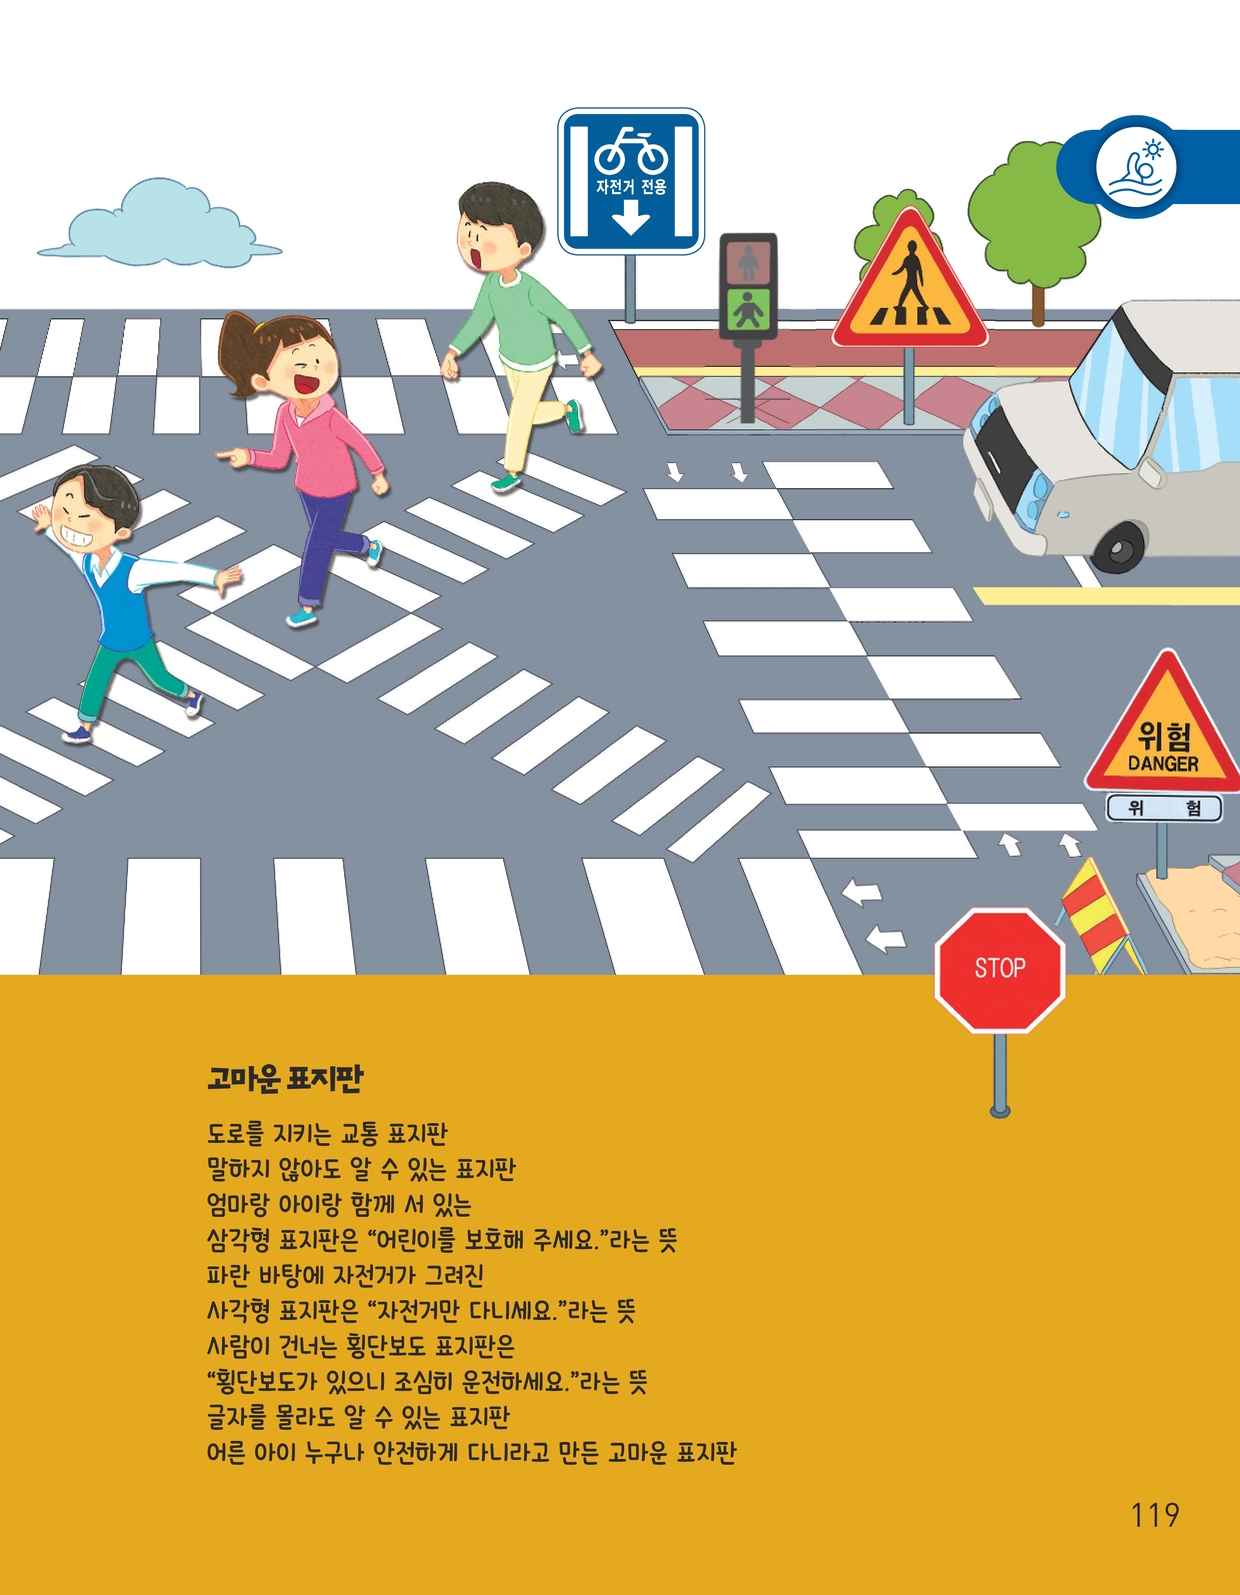 자전거 전용
위험
DANGER
위 험
STOP
고마운 표지판
도로를 지키는 교통 표지판
말하지 않아도 알 수 있는 표지판
엄마랑 아이랑 함께 서 있는
삼각형 표지판은 “어린이를 보호해 주세요.”라는 뜻
파란 바탕에 자전거가 그려진
사각형 표지판은 “자전거만 다니세요.”라는 뜻
사람이 건너는 횡단보도 표지판은
“횡단보도가 있으니 조심히 운전하세요.”라는 뜻
글자를 몰라도 알 수 있는 표지판
어른 아이 누구나 안전하게 다니라고 만든 고마운 표지판
119